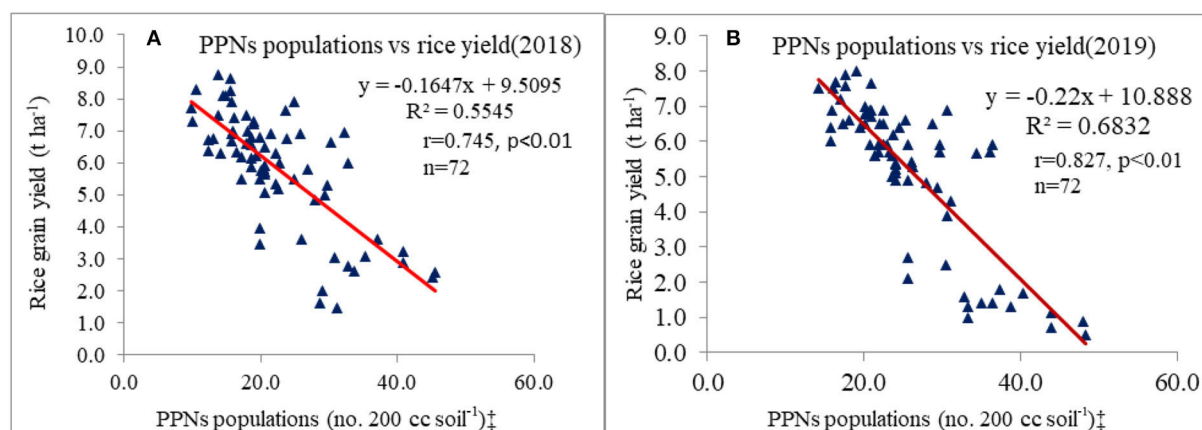 A
PPNs populations vs rice yield(2018)
y = -0.1647x + 9.5095
R² = 0.5545
r=0.745, p<0.01
n=72
Rice grain yield (t ha⁻¹)
10.0
9.0
8.0
7.0
6.0
5.0
4.0
3.0
2.0
1.0
0.0
0.0 20.0 40.0 60.0
PPNs populations (no. 200 cc soil⁻¹)‡
B
PPNs populations vs rice yield(2019)
y = -0.22x + 10.888
R² = 0.6832
r=0.827, p<0.01
n=72
Rice grain yield (t ha⁻¹)
9.0
8.0
7.0
6.0
5.0
4.0
3.0
2.0
1.0
0.0
0.0 20.0 40.0 60.0
PPNs populations (no. 200 cc soil⁻¹)‡